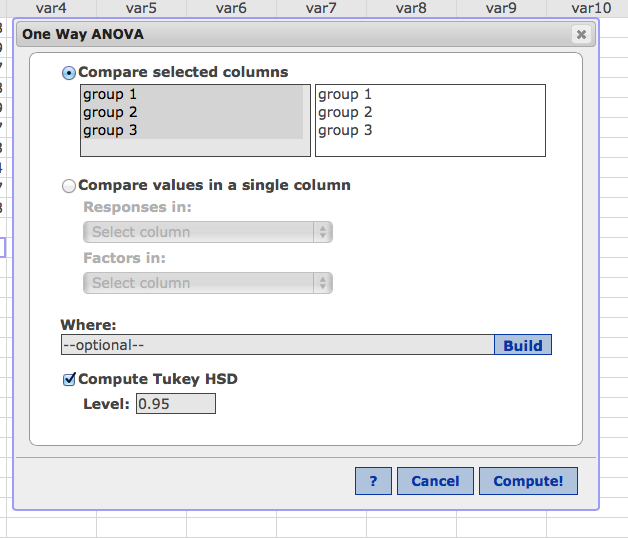 var4 var5 var6 var7 var8 var9 var10
One Way ANOVA
Compare selected columns
group 1 group 1
group 2 group 2
group 3 group 3
Compare values in a single column
Responses in:
Select column
Factors in:
Select column
Where:
--optional-- Build
Compute Tukey HSD
Level: 0.95
? Cancel Compute!